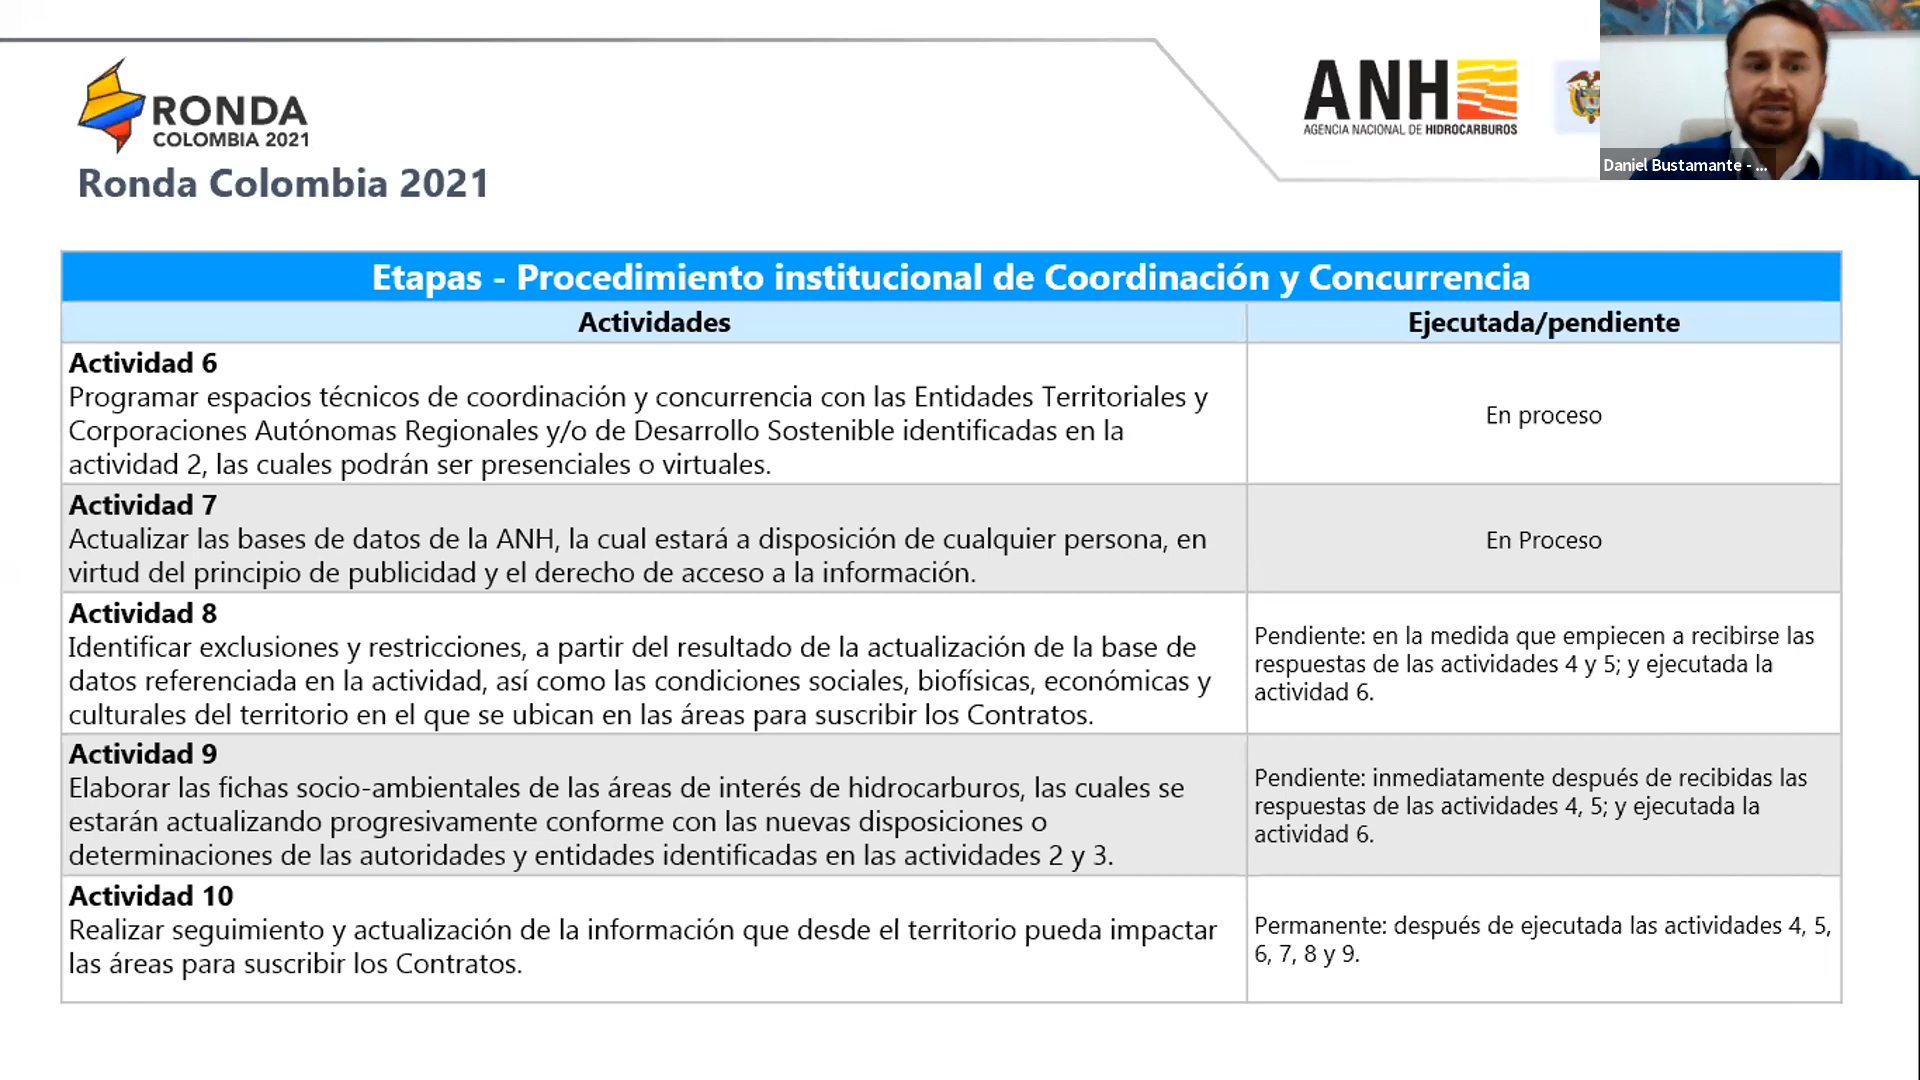 RONDA
COLOMBIA 2021
Ronda Colombia 2021
ANH
AGENCIA NACIONAL DE HIDROCARBUROS
Daniel Bustamante - ...
Etapas - Procedimiento institucional de Coordinación y Concurrencia
Actividades
Ejecutada/pendiente
Actividad 6
Programar espacios técnicos de coordinación y concurrencia con las Entidades Territoriales y
Corporaciones Autónomas Regionales y/o de Desarrollo Sostenible identificadas en la
actividad 2, las cuales podrán ser presenciales o virtuales.
En proceso
Actividad 7
Actualizar las bases de datos de la ANH, la cual estará a disposición de cualquier persona, en
virtud del principio de publicidad y el derecho de acceso a la información.
En Proceso
Actividad 8
Identificar exclusiones y restricciones, a partir del resultado de la actualización de la base de
datos referenciada en la actividad, así como las condiciones sociales, biofísicas, económicas y
culturales del territorio en el que se ubican en las áreas para suscribir los Contratos.
Pendiente: en la medida que empiecen a recibirse las
respuestas de las actividades 4 y 5; y ejecutada la
actividad 6.
Actividad 9
Elaborar las fichas socio-ambientales de las áreas de interés de hidrocarburos, las cuales se
estarán actualizando progresivamente conforme con las nuevas disposiciones o
determinaciones de las autoridades y entidades identificadas en las actividades 2 y 3.
Pendiente: inmediatamente después de recibidas las
respuestas de las actividades 4, 5; y ejecutada la
actividad 6.
Actividad 10
Realizar seguimiento y actualización de la información que desde el territorio pueda impactar
las áreas para suscribir los Contratos.
Permanente: después de ejecutada las actividades 4, 5,
6, 7, 8 y 9.